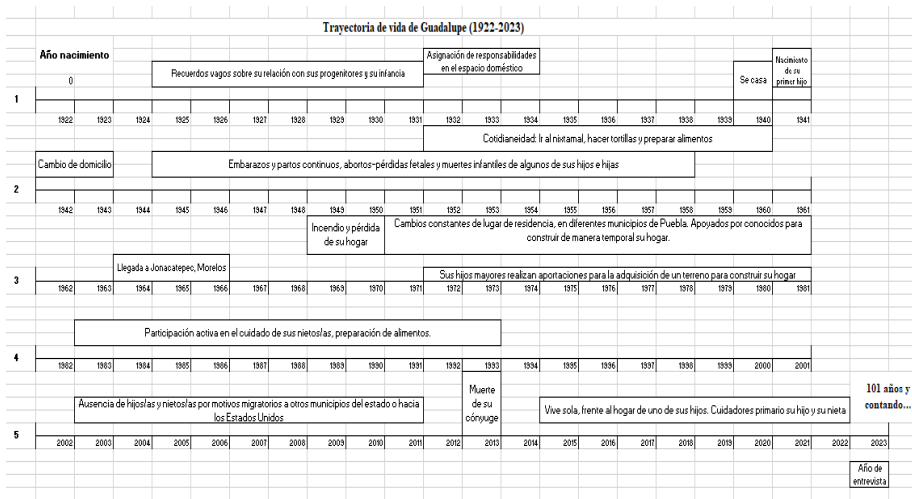 Trayectoria de vida de Guadalupe (1922-2023)
Año nacimiento
0
Recuerdos vagos sobre su relación con sus progenitores y su infancia
Asignación de responsabilidades
en el espacio doméstico
Se casa
Nacimiento
de su
primer hijo
1
1922 1923 1924 1925 1926 1927 1928 1929 1930 1931 1932 1933 1934 1935 1936 1937 1938 1939 1940 1941
Cotidianeidad: Ir al nixtamal, hacer tortillas y preparar alimentos
Cambio de domicilio
Embarazos y partos continuos, abortos-pérdidas fetales y muertes infantiles de algunos de sus hijos e hijas
2
1942 1943 1944 1945 1946 1947 1948 1949 1950 1951 1952 1953 1954 1955 1956 1957 1958 1959 1960 1961
Incendio y pérdida
de su hogar
Cambios constantes de lugar de residencia, en diferentes municipios de Puebla. Apoyados por conocidos para
construir de manera temporal su hogar.
Llegada a Jonacatepec, Morelos
Sus hijos mayores realizan aportaciones para la adquisición de un terreno para construir su hogar
3
1962 1963 1964 1965 1966 1967 1968 1969 1970 1971 1972 1973 1974 1975 1976 1977 1978 1979 1980 1981
Participación activa en el cuidado de sus nietos/as, preparación de alimentos.
4
1982 1983 1984 1985 1986 1987 1988 1989 1990 1991 1992 1993 1994 1995 1996 1997 1998 1999 2000 2001
Ausencia de hijos/as y nietos/as por motivos migratorios a otros municipios del estado o hacia
los Estados Unidos
Muerte
de su
cónyuge
Vive sola, frente al hogar de uno de sus hijos. Cuidadores primario su hijo y su nieta
101 años y
contando...
5
2002 2003 2004 2005 2006 2007 2008 2009 2010 2011 2012 2013 2014 2015 2016 2017 2018 2019 2020 2021 2022 2023
Año de
entrevista